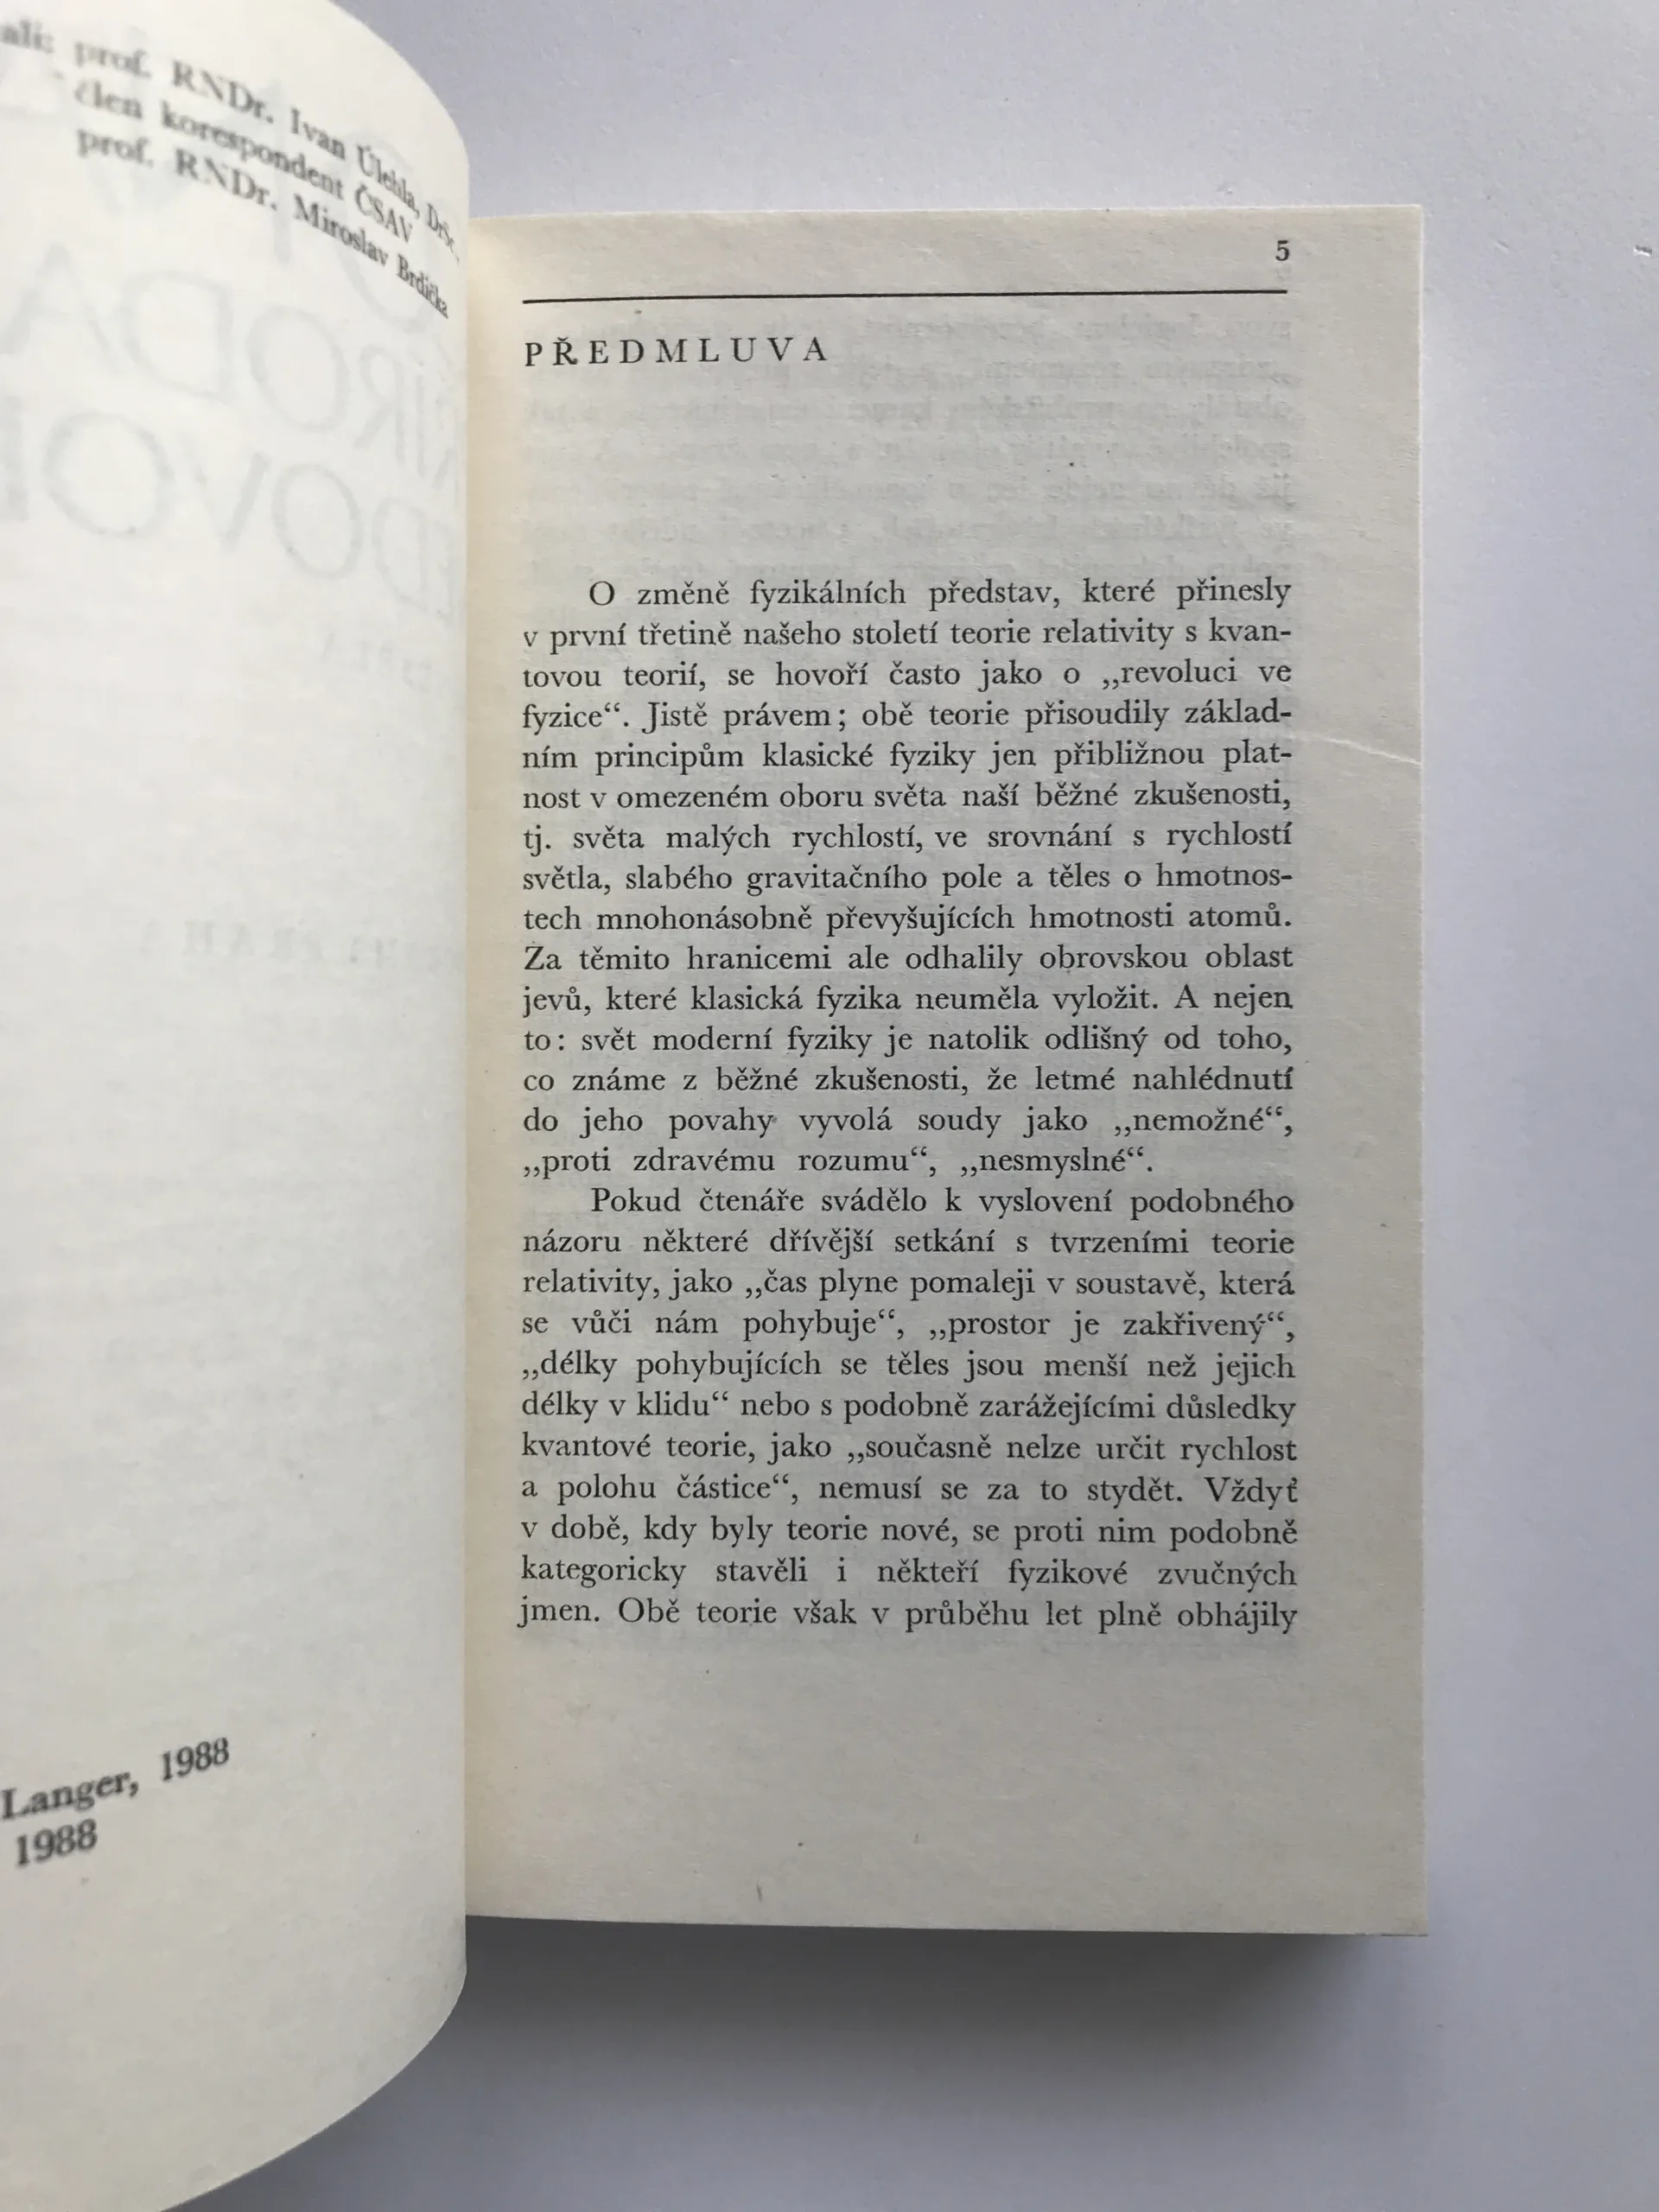 prof. RNDr. Ivan Úlehla, DrSc.,
člen korespondent ČSAV
prof. RNDr. Miroslav Brdička
Langer, 1988
1988
5
PŘEDMLUVA
O změně fyzikálních představ, které přinesly
v první třetině našeho století teorie relativity s kvan-
tovou teorií, se hovoří často jako o „revoluci ve
fyzice“. Jistě právem; obě teorie přisoudily základ-
ním principům klasické fyziky jen přibližnou plat-
nost v omezeném oboru světa naší běžné zkušenosti,
tj. světa malých rychlostí, ve srovnání s rychlostí
světla, slabého gravitačního pole a těles o hmotnos-
tech mnohonásobně převyšujících hmotnosti atomů.
Za těmito hranicemi ale odhalily obrovskou oblast
jevů, které klasická fyzika neuměla vyložit. A nejen
to: svět moderní fyziky je natolik odlišný od toho,
co známe z běžné zkušenosti, že letmé nahlédnutí
do jeho povahy vyvolá soudy jako „nemožné“,
„proti zdravému rozumu“, „nesmyslné“.
Pokud čtenáře svádělo k vyslovení podobného
názoru některé dřívější setkání s tvrzeními teorie
relativity, jako „čas plyne pomaleji v soustavě, která
se vůči nám pohybuje“, „prostor je zakřivený“,
„délky pohybujících se těles jsou menší než jejich
délky v klidu“ nebo s podobně zarážejícími důsledky
kvantové teorie, jako „současně nelze určit rychlost
a polohu částice“, nemusí se za to stydět. Vždyť
v době, kdy byly teorie nové, se proti nim podobně
kategoricky stavěli i někteří fyzikové zvučných
jmen. Obě teorie však v průběhu let plně obhájily